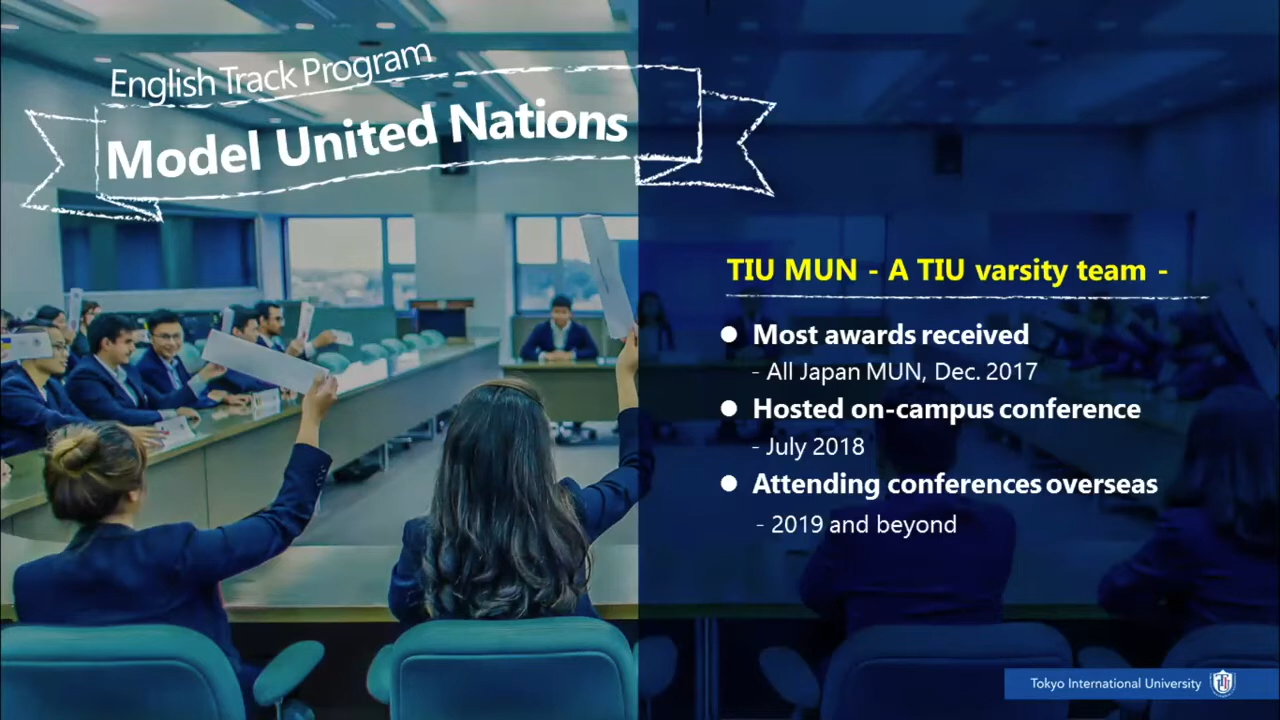 English Track Program
Model United Nations
TIU MUN - A TIU varsity team -
● Most awards received
- All Japan MUN, Dec. 2017
● Hosted on-campus conference
- July 2018
● Attending conferences overseas
- 2019 and beyond
Tokyo International University